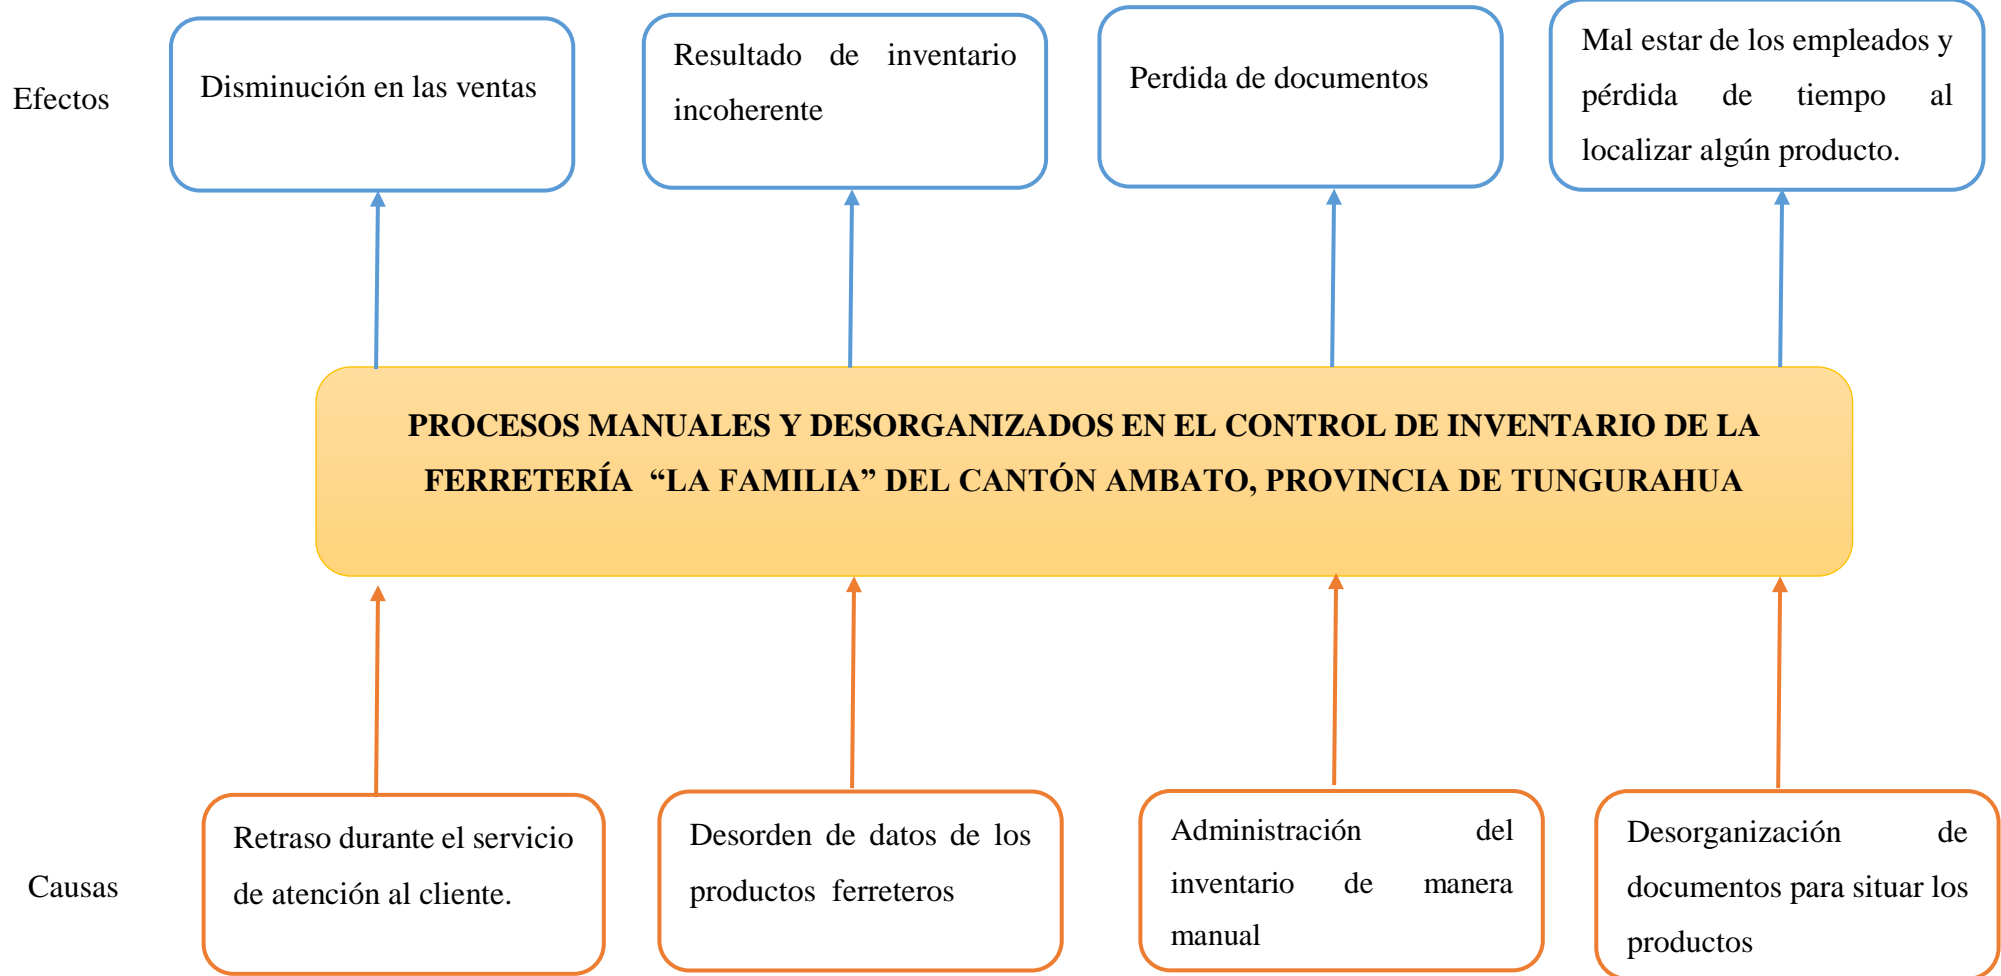 Efectos
Disminución en las ventas
Resultado de inventario
incoherente
Perdida de documentos
Mal estar de los empleados y
pérdida de tiempo al
localizar algún producto.
PROCESOS MANUALES Y DESORGANIZADOS EN EL CONTROL DE INVENTARIO DE LA
FERRETERÍA “LA FAMILIA” DEL CANTÓN AMBATO, PROVINCIA DE TUNGURAHUA
Causas
Retraso durante el servicio
de atención al cliente.
Desorden de datos de los
productos ferreteros
Administración del
inventario de manera
manual
Desorganización de
documentos para situar los
productos